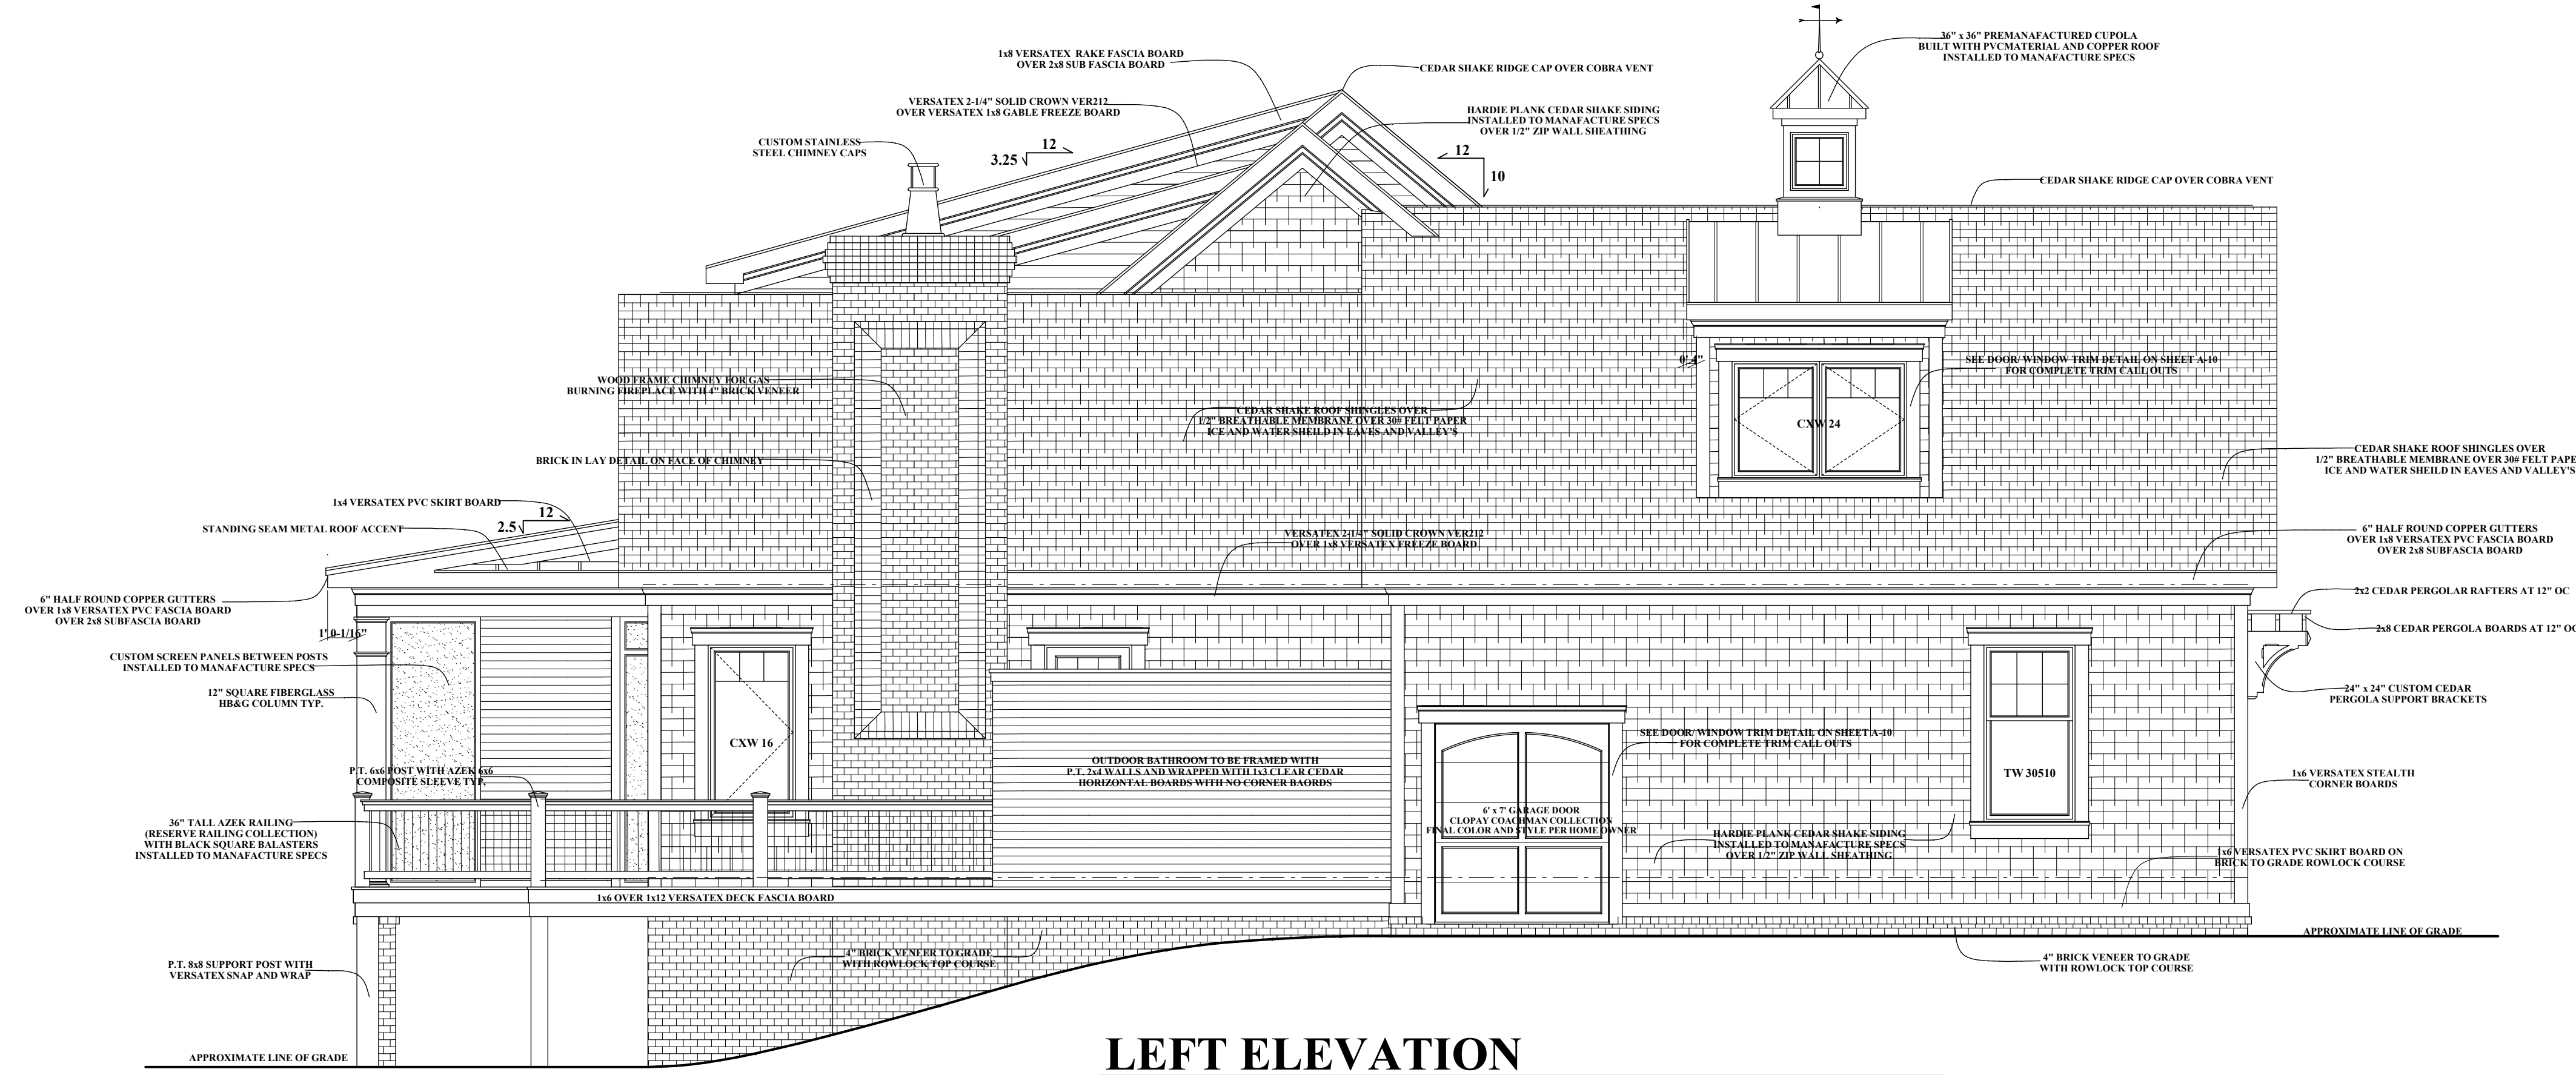 36" x 36" PREMANAFACTURED CUPOLA
BUILT WITH PVCMATERIAL AND COPPER ROOF
INSTALLED TO MANAFACTURE SPECS
1x8 VERSATEX RAKE FASCIA BOARD
OVER 2x8 SUB FASCIA BOARD
CEDAR SHAKE RIDGE CAP OVER COBRA VENT
VERSATEX 2-1/4" SOLID CROWN VER212
OVER VERSATEX 1x8 GABLE FREEZE BOARD
HARDIE PLANK CEDAR SHAKE SIDING
INSTALLED TO MANAFACTURE SPECS
OVER 1/2" ZIP WALL SHEATHING
CUSTOM STAINLESS
STEEL CHIMNEY CAPS
12
3.25
12
10
CEDAR SHAKE RIDGE CAP OVER COBRA VENT
0' 4"
SEE DOOR/ WINDOW TRIM DETAIL ON SHEET A-10
FOR COMPLETE TRIM CALL OUTS
WOOD FRAME CHIMNEY FOR GAS
BURNING FIREPLACE WITH 4" BRICK VENEER
CEDAR SHAKE ROOF SHINGLES OVER
1/2" BREATHABLE MEMBRANE OVER 30# FELT PAPER
ICE AND WATER SHEILD IN EAVES AND VALLEY'S
CXW 24
CEDAR SHAKE ROOF SHINGLES OVER
1/2" BREATHABLE MEMBRANE OVER 30# FELT PAPE
ICE AND WATER SHEILD IN EAVES AND VALLEY'S
BRICK IN LAY DETAIL ON FACE OF CHIMNEY
1x4 VERSATEX PVC SKIRT BOARD
12
2.5
STANDING SEAM METAL ROOF ACCENT
VERSATEX 2-1/4" SOLID CROWN VER212
OVER 1x8 VERSATEX FREEZE BOARD
6" HALF ROUND COPPER GUTTERS
OVER 1x8 VERSATEX PVC FASCIA BOARD
OVER 2x8 SUBFASCIA BOARD
6" HALF ROUND COPPER GUTTERS
OVER 1x8 VERSATEX PVC FASCIA BOARD
OVER 2x8 SUBFASCIA BOARD
2x2 CEDAR PERGOLAR RAFTERS AT 12" OC
1' 0-1/16"
2x8 CEDAR PERGOLA BOARDS AT 12" OC
CUSTOM SCREEN PANELS BETWEEN POSTS
INSTALLED TO MANAFACTURE SPECS
12" SQUARE FIBERGLASS
HB&G COLUMN TYP.
24" x 24" CUSTOM CEDAR
PERGOLA SUPPORT BRACKETS
CXW 16
SEE DOOR/ WINDOW TRIM DETAIL ON SHEET A-10
FOR COMPLETE TRIM CALL OUTS
P.T. 6x6 POST WITH AZEK 6x6
COMPOSITE SLEEVE TYP.
OUTDOOR BATHROOM TO BE FRAMED WITH
P.T. 2x4 WALLS AND WRAPPED WITH 1x3 CLEAR CEDAR
HORIZONTAL BOARDS WITH NO CORNER BAORDS
TW 30510
1x6 VERSATEX STEALTH
CORNER BOARDS
6' x 7' GARAGE DOOR
CLOPAY COACHMAN COLLECTION
FINAL COLOR AND STYLE PER HOME OWNER
36" TALL AZEK RAILING
(RESERVE RAILING COLLECTION)
WITH BLACK SQUARE BALASTERS
INSTALLED TO MANAFACTURE SPECS
HARDIE PLANK CEDAR SHAKE SIDING
INSTALLED TO MANAFACTURE SPECS
OVER 1/2" ZIP WALL SHEATHING
1x6 VERSATEX PVC SKIRT BOARD ON
BRICK TO GRADE ROWLOCK COURSE
1x6 OVER 1x12 VERSATEX DECK FASCIA BOARD
APPROXIMATE LINE OF GRADE
4" BRICK VENEER TO GRADE
WITH ROWLOCK TOP COURSE
4" BRICK VENEER TO GRADE
WITH ROWLOCK TOP COURSE
P.T. 8x8 SUPPORT POST WITH
VERSATEX SNAP AND WRAP
APPROXIMATE LINE OF GRADE
LEFT ELEVATION